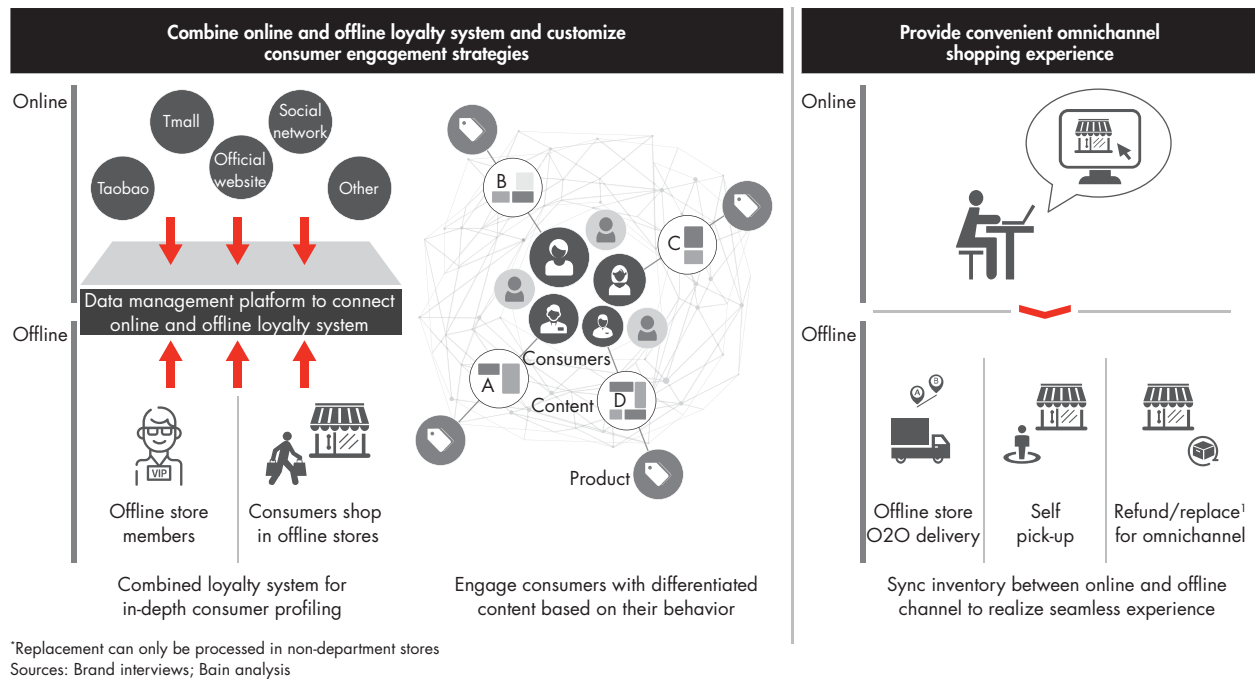 Combine online and offline loyalty system and customize
consumer engagement strategies
Online
Taobao
Tmall
Official
website
Social
network
Other
Data management platform to connect
online and offline loyalty system
Offline
VIP
Offline store
members
Consumers shop
in offline stores
Combined loyalty system for
in-depth consumer profiling
B
C
Consumers
A
Content
D
Product
Engage consumers with differentiated
content based on their behavior
Provide convenient omnichannel
shopping experience
Online
Offline
A
B
Offline store
O2O delivery
Self
pick-up
Refund/replace¹
for omnichannel
Sync inventory between online and offline
channel to realize seamless experience
*Replacement can only be processed in non-department stores
Sources: Brand interviews; Bain analysis